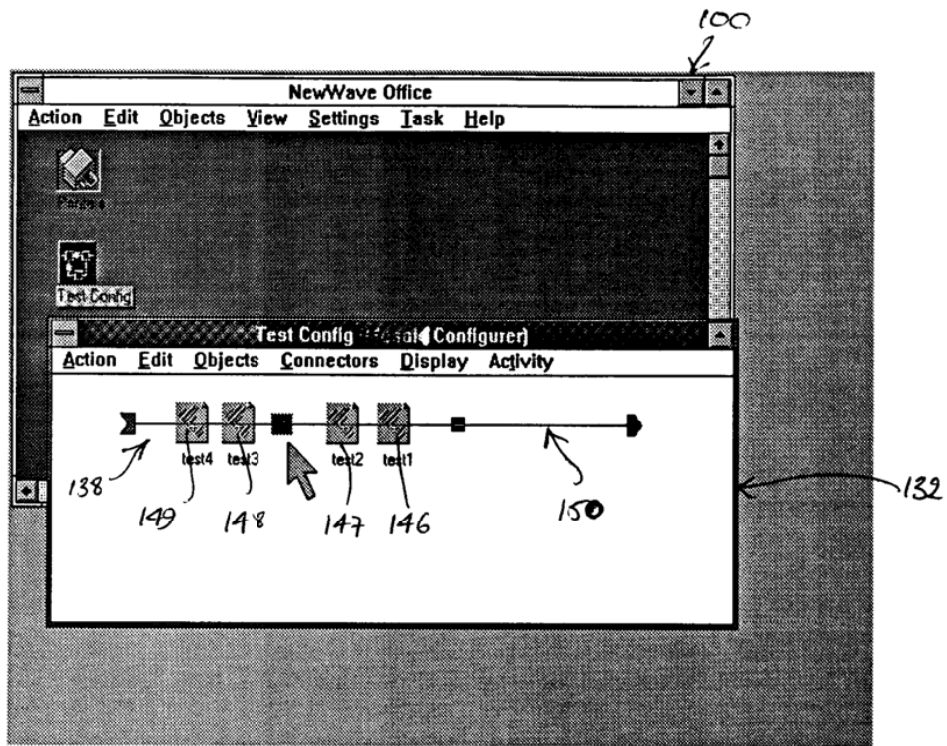 100
NewWave Office
Action Edit Objects View Settings Task Help
Test Config
Test Config Configurer)
Action Edit Objects Connectors Display Activity
test4 test3 test2 test1
138 149 148 147 146 150 132